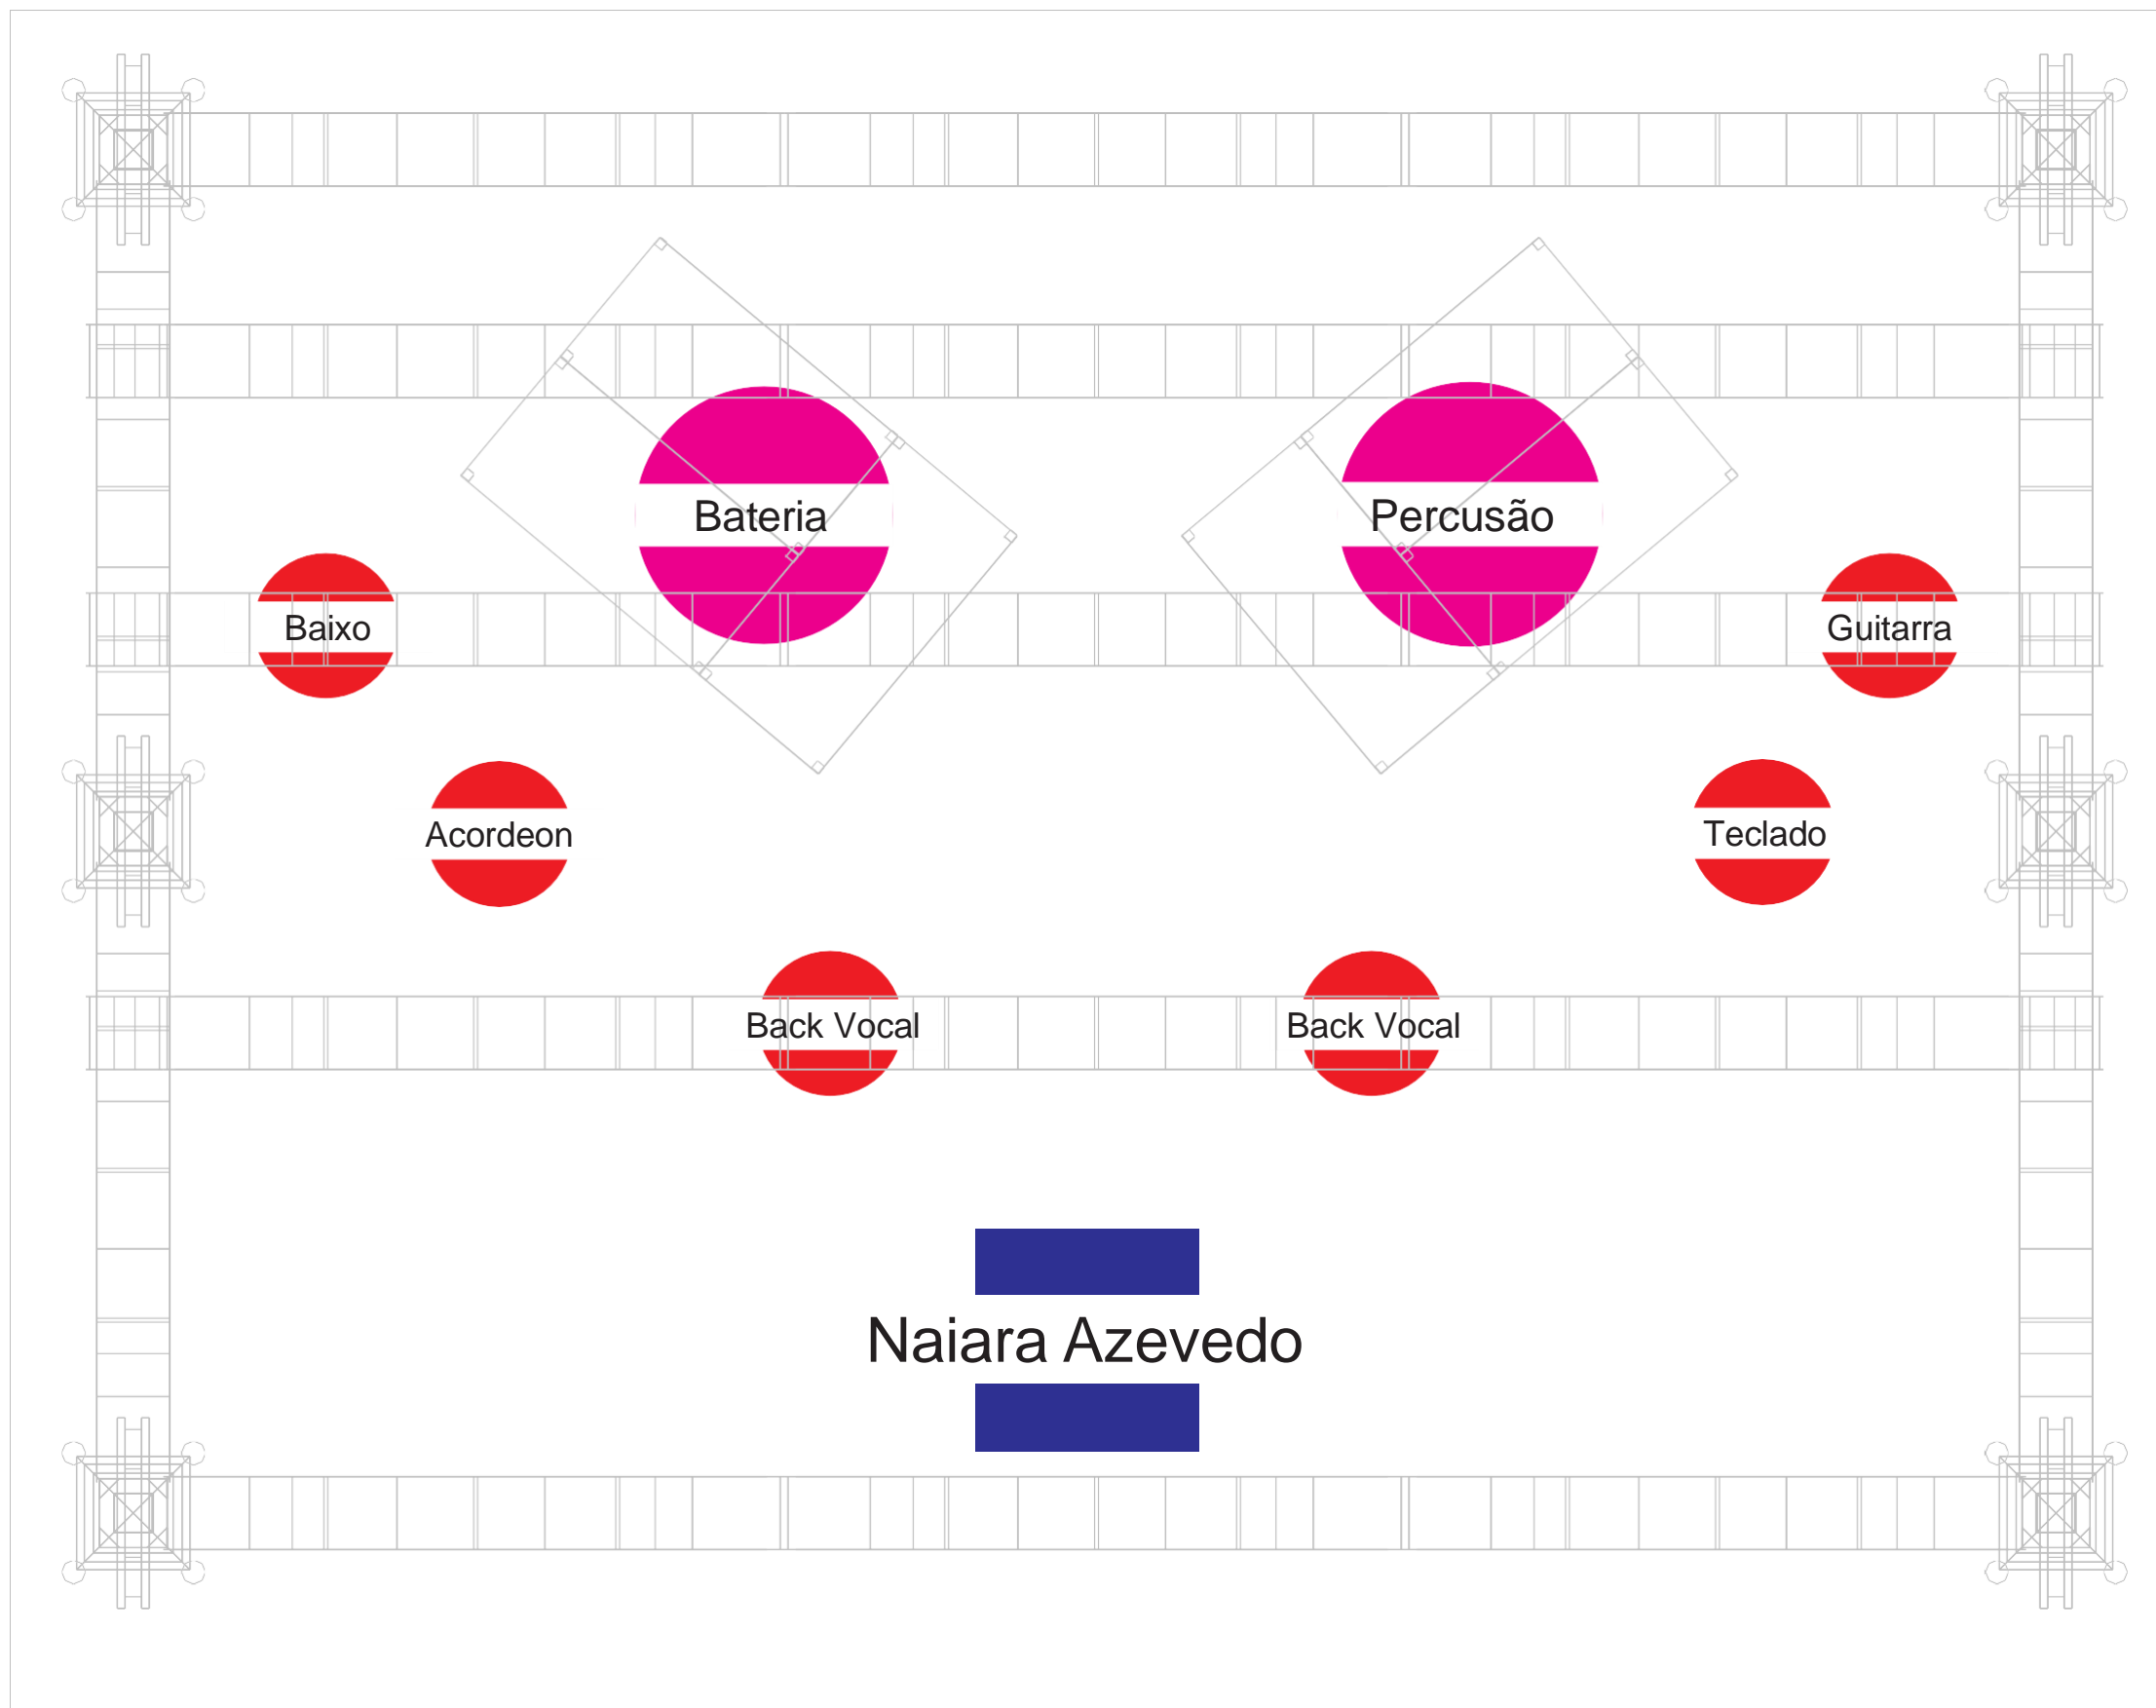 Bateria
Percusão
Baixo
Guitarra
Acordeon
Teclado
Back Vocal
Back Vocal
Naiara Azevedo